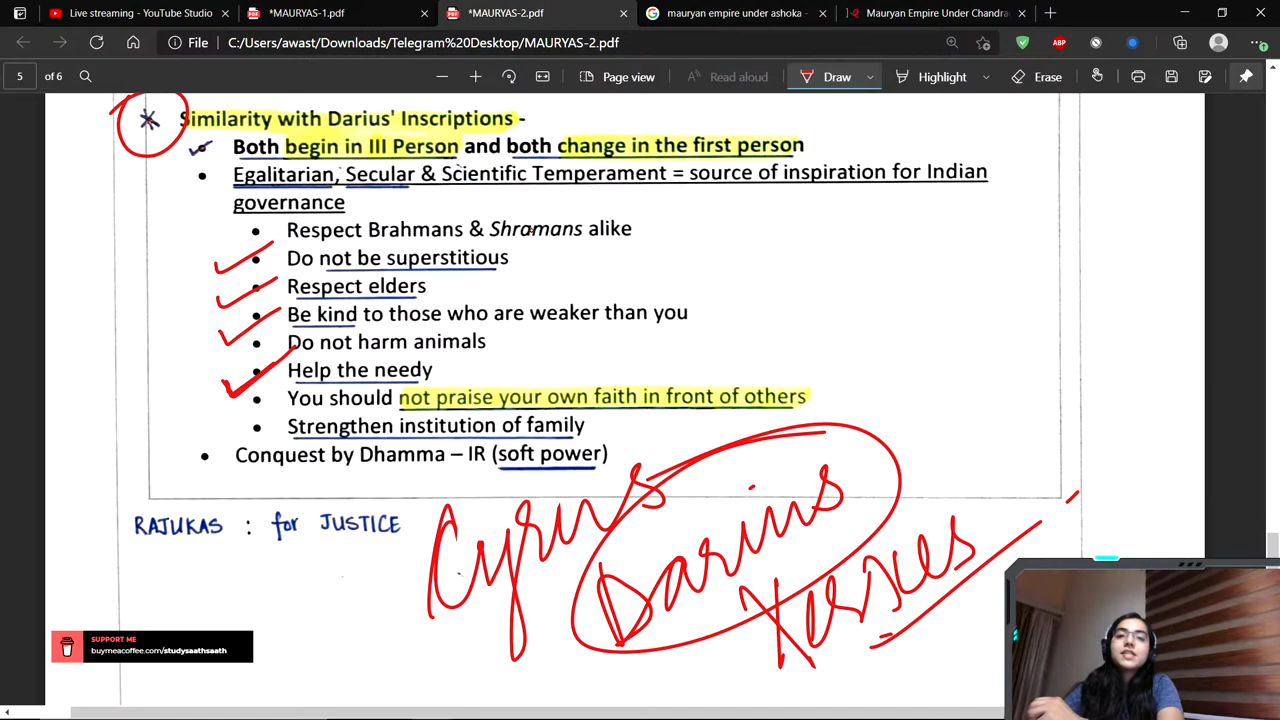 Live streaming - YouTube Studio
*MAURYAS-1.pdf
*MAURYAS-2.pdf
mauryan empire under ashoka -
Mauryan Empire Under Chandra
File
C:/Users/awast/Downloads/Telegram%20Desktop/MAURYAS-2.pdf
5 of 6
Page view
Read aloud
Draw
Highlight
Erase
Similarity with Darius' Inscriptions -
Both begin in III Person and both change in the first person
Egalitarian, Secular & Scientific Temperament = source of inspiration for Indian
governance
Respect Brahmans & Shramans alike
Do not be superstitious
Respect elders
Be kind to those who are weaker than you
Do not harm animals
Help the needy
You should not praise your own faith in front of others
Strengthen institution of family
Conquest by Dhamma – IR (soft power)
RAJUKAS : for JUSTICE
Cyrus
Darius
Xerxes
SUPPORT ME
buymeacoffee.com/studysaathsaath
ABP